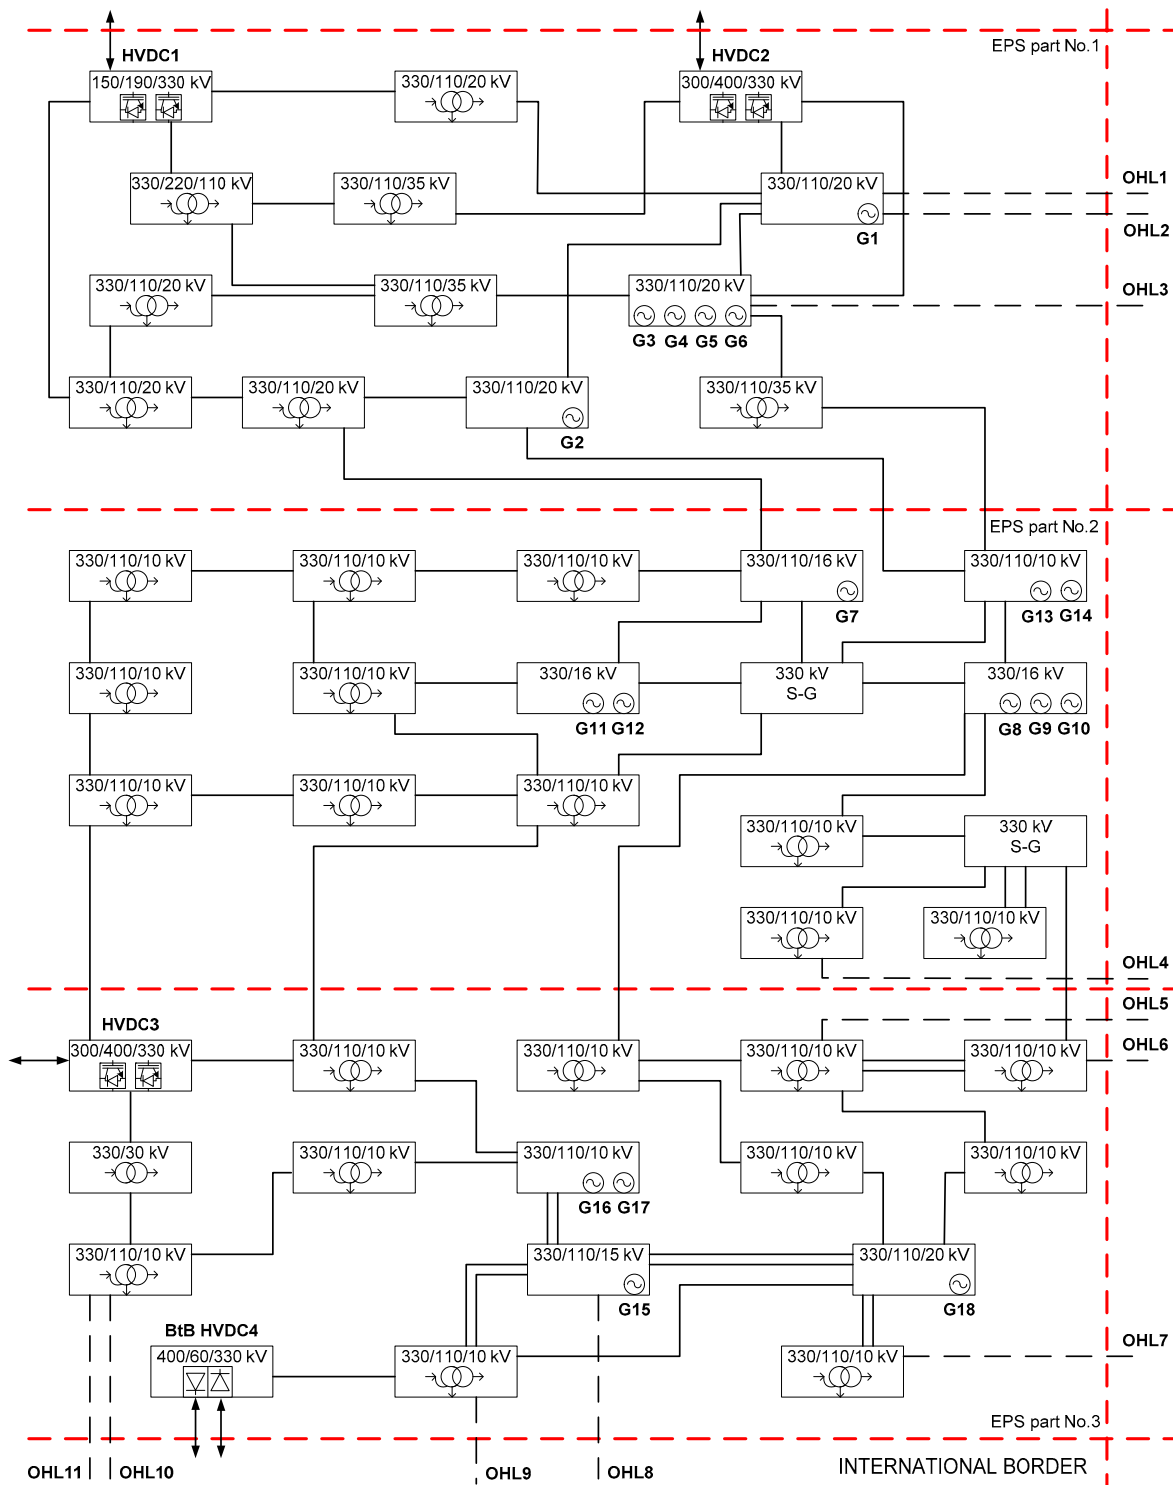 EPS part No.1
HVDC1
HVDC2
150/190/330 kV
330/110/20 kV
300/400/330 kV
OHL1
330/220/110 kV
330/110/35 kV
330/110/20 kV
G1
OHL2
330/110/20 kV
330/110/35 kV
330/110/20 kV
OHL3
G3 G4 G5 G6
330/110/20 kV
330/110/20 kV
330/110/20 kV
330/110/35 kV
G2
EPS part No.2
330/110/10 kV
330/110/10 kV
330/110/10 kV
330/110/16 kV
330/110/10 kV
G7
G13 G14
330/110/10 kV
330/110/10 kV
330/16 kV
330 kV
S-G
330/16 kV
G11 G12
G8 G9 G10
330/110/10 kV
330/110/10 kV
330/110/10 kV
330/110/10 kV
330 kV
S-G
330/110/10 kV
330/110/10 kV
OHL4
OHL5
HVDC3
300/400/330 kV
330/110/10 kV
330/110/10 kV
330/110/10 kV
330/110/10 kV
OHL6
330/30 kV
330/110/10 kV
330/110/10 kV
330/110/10 kV
330/110/10 kV
G16 G17
330/110/10 kV
330/110/15 kV
330/110/20 kV
G15
G18
BtB HVDC4
OHL7
400/60/330 kV
330/110/10 kV
330/110/10 kV
EPS part No.3
OHL11
OHL10
OHL9
OHL8
INTERNATIONAL BORDER